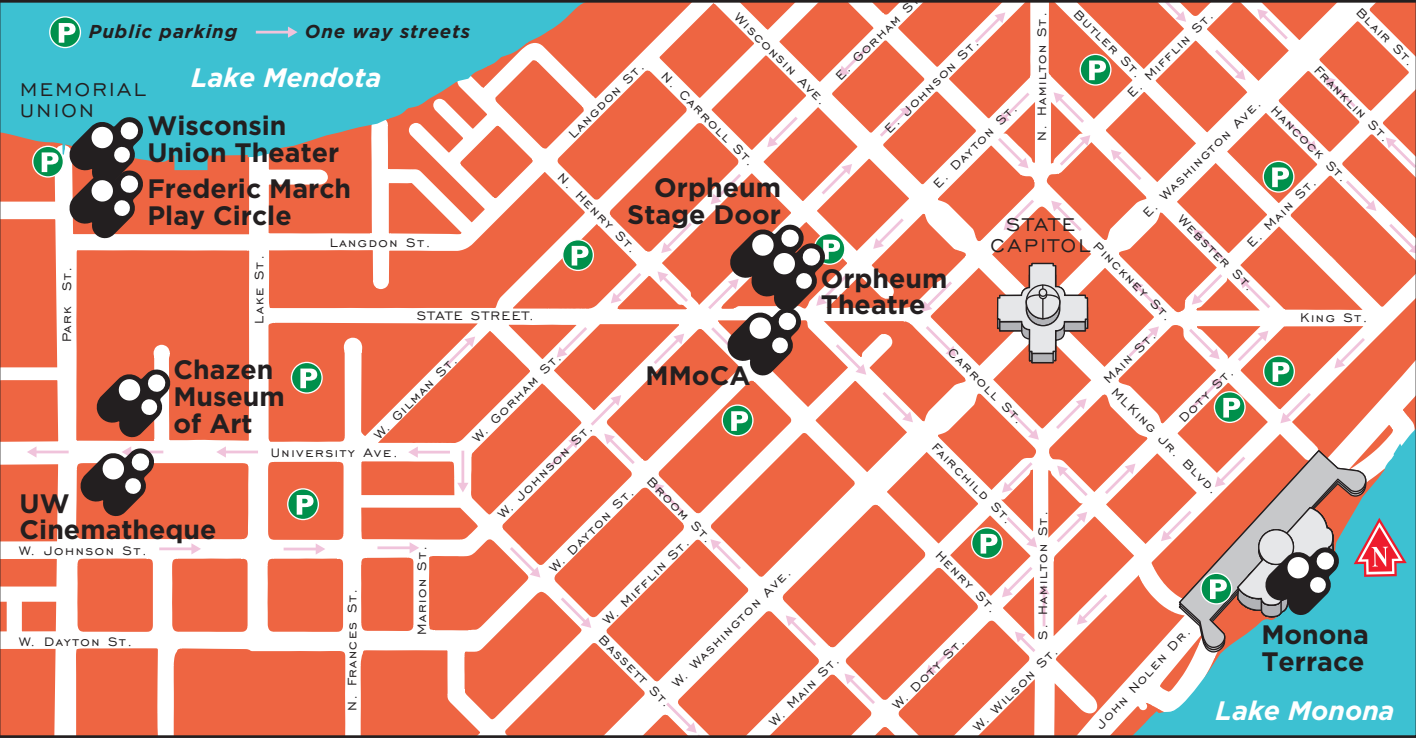 P Public parking → One way streets
Lake Mendota
MEMORIAL
UNION
Wisconsin
Union Theater
Frederic March
Play Circle
P
LANGDON ST.
LANGDON ST.
N. CARROLL ST.
WISCONSIN AVE.
E. GORHAM ST.
E. JOHNSON ST.
E. DAYTON ST.
N. HAMILTON ST.
BUTLER ST.
E. MIFFLIN ST.
P
BLAIR ST.
FRANKLIN ST.
HANCOCK ST.
E. WASHINGTON AVE.
P
E. MAIN ST.
WEBSTER ST.
PINCKNEY ST.
KING ST.
STATE
CAPITOL
N. HENRY ST.
P
Orpheum
Stage Door
P
Orpheum
Theatre
MMoCA
P
STATE STREET.
PARK ST.
LAKE ST.
Chazen
Museum
of Art
P
W. GILMAN ST.
W. GORHAM ST.
UNIVERSITY AVE.
UW
Cinematheque
P
W. JOHNSON ST.
W. JOHNSON ST.
W. DAYTON ST.
W. DAYTON ST.
N. FRANCES ST.
MARION ST.
BROOM ST.
W. MIFFLIN ST.
BASSETT ST.
W. WASHINGTON AVE.
W. MAIN ST.
W. DOTY ST.
W. WILSON ST.
CARROLL ST.
FAIRCHILD ST.
HENRY ST.
P
S. HAMILTON ST.
MAIN ST.
MLKING JR. BLVD.
DOTY ST.
P
P
P
JOHN NOLEN DR.
N
Monona
Terrace
Lake Monona